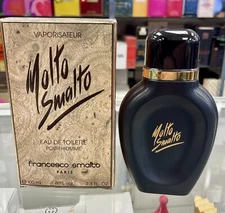 VAPORISATEUR
Molto
Smalto
EAU DE TOILETTE
POUR HOMME
francesco smalto
PARIS
Molto
Smalto